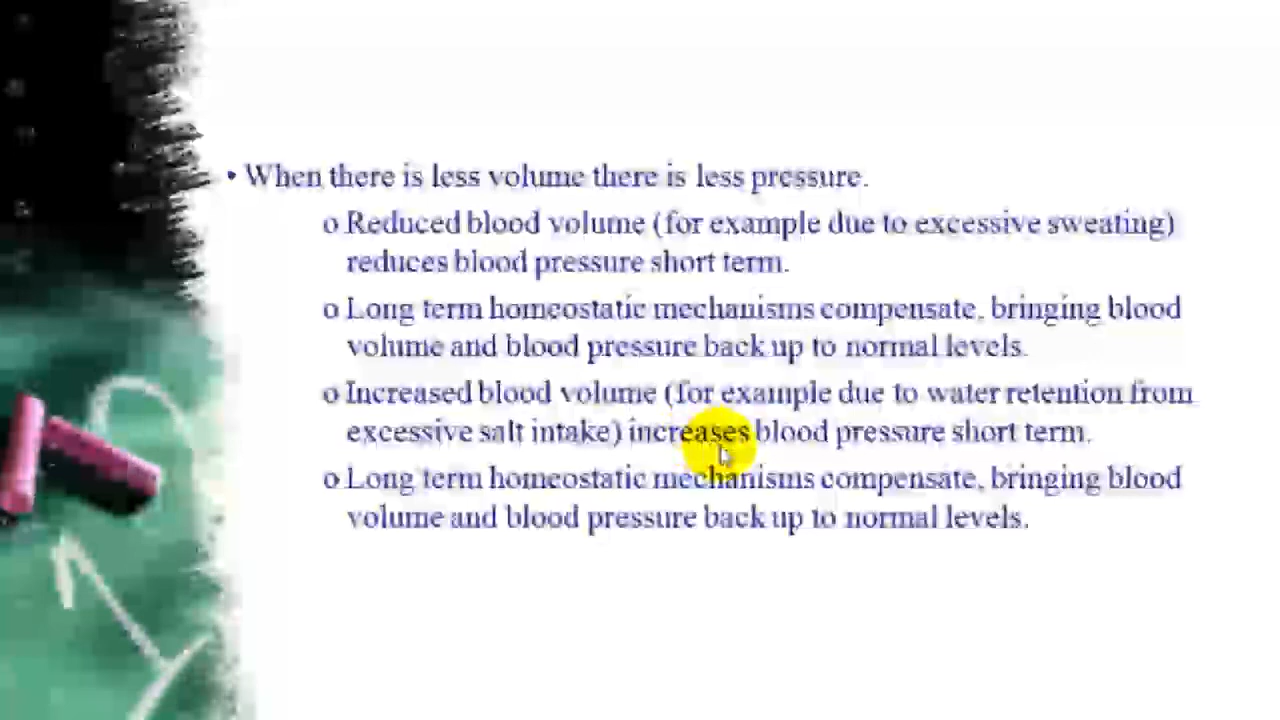 • When there is less volume there is less pressure.
o Reduced blood volume (for example due to excessive sweating)
reduces blood pressure short term.
o Long term homeostatic mechanisms compensate, bringing blood
volume and blood pressure back up to normal levels.
o Increased blood volume (for example due to water retention from
excessive salt intake) increases blood pressure short term.
o Long term homeostatic mechanisms compensate, bringing blood
volume and blood pressure back up to normal levels.